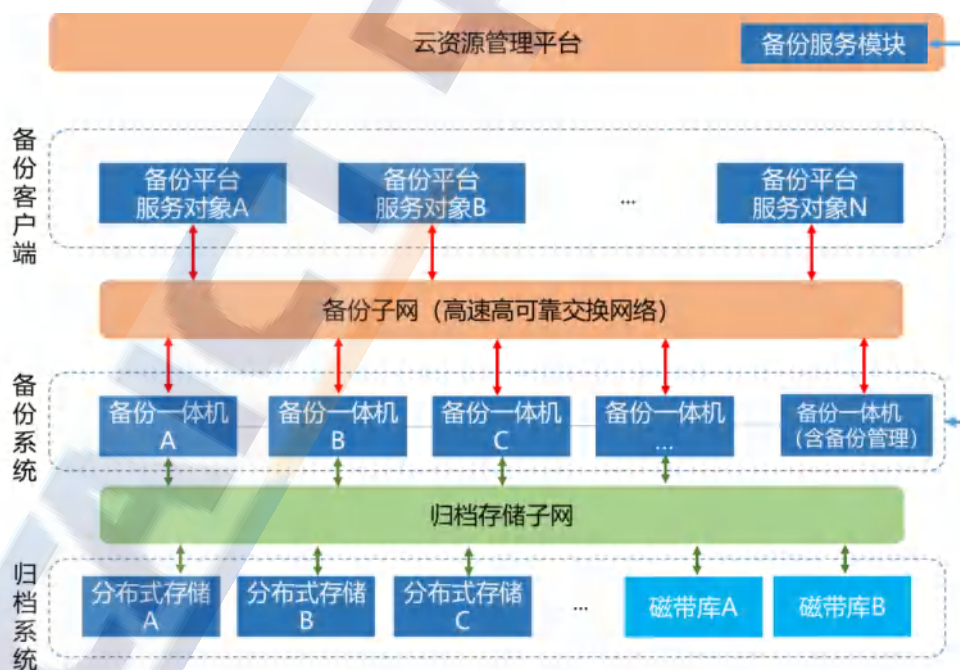 云资源管理平台
备份服务模块
备份客户端
备份平台
服务对象A
备份平台
服务对象B
...
备份平台
服务对象N
备份子网（高速高可靠交换网络）
备份系统
备份一体机
A
备份一体机
B
备份一体机
C
备份一体机
...
备份一体机
（含备份管理）
归档存储子网
归档系统
分布式存储
A
分布式存储
B
分布式存储
C
...
磁带库A
磁带库B